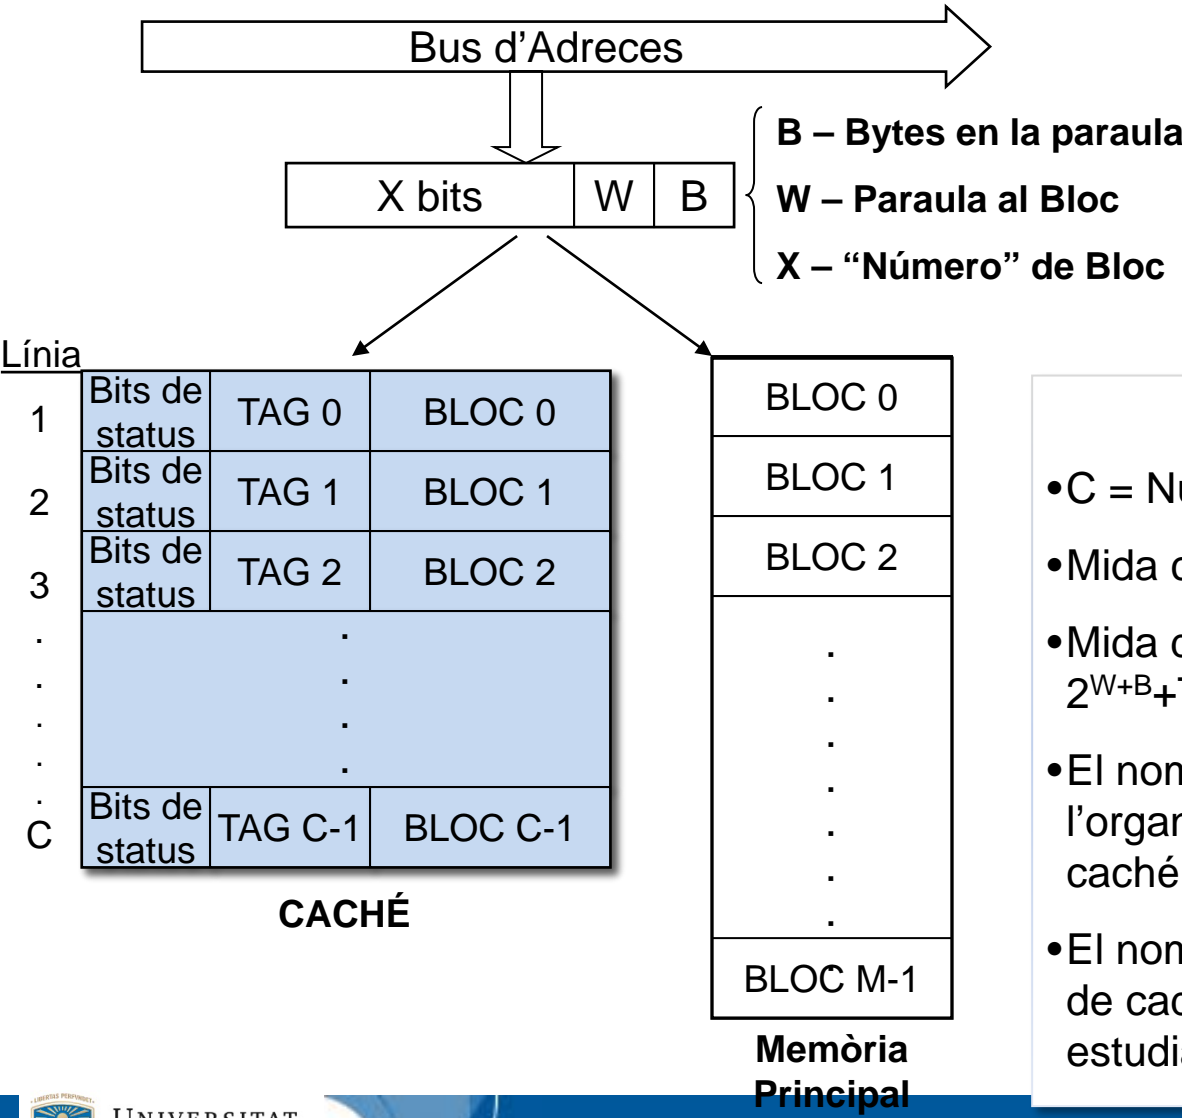 Bus d'Adreces
X bits W B
B – Bytes en la paraula
W – Paraula al Bloc
X – “Número” de Bloc
Línia
1 Bits de status TAG 0 BLOC 0
2 Bits de status TAG 1 BLOC 1
3 Bits de status TAG 2 BLOC 2
.
.
.
.
.
C Bits de status TAG C-1 BLOC C-1
CACHÉ
BLOC 0
BLOC 1
BLOC 2
.
.
.
.
.
.
.
BLOC M-1
Memòria
Principal
•C =
•Mida
•Mida
2^W+B+
•El
caché
•El
de
UNIVERSITAT